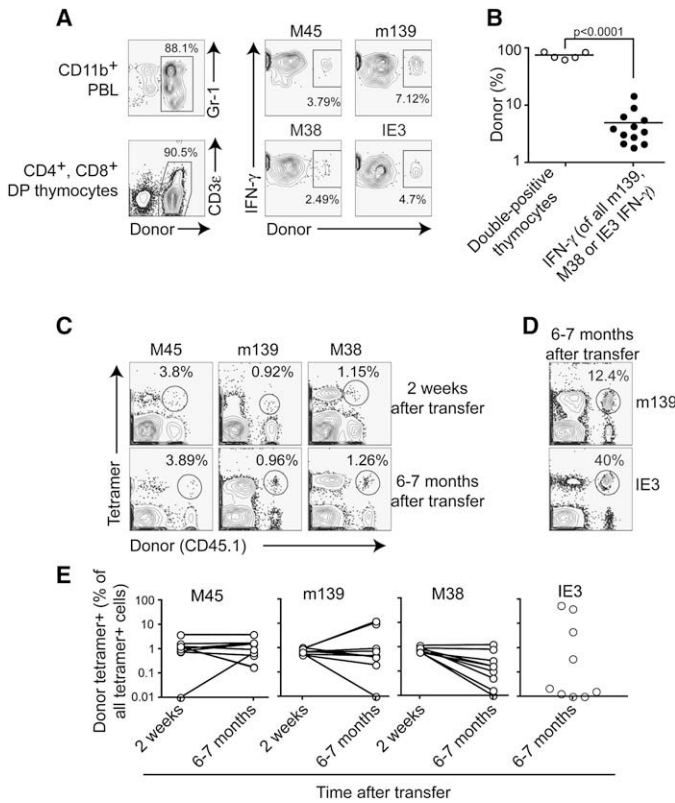 A
M45
m139
88.1%
CD11b+
PBL
Gr-1
3.79%
7.12%
M38
IE3
90.5%
CD4+, CD8+
DP thymocytes
CD3ε
IFN-γ
2.49%
4.7%
Donor
Donor
B
p<0.0001
Donor (%)
100
10
1
Double-positive
thymocytes
IFN-γ (of all m139,
M38 or IE3 IFN-γ)
C
M45
m139
M38
3.8%
0.92%
1.15%
2 weeks
after transfer
3.89%
0.96%
1.26%
6-7 months
after transfer
Tetramer
Donor (CD45.1)
D
6-7 months
after transfer
12.4%
m139
40%
IE3
E
M45
m139
M38
IE3
Donor tetramer+ (% of
all tetramer+ cells)
100
10
1
0.1
0.01
2 weeks
6-7 months
2 weeks
6-7 months
2 weeks
6-7 months
6-7 months
Time after transfer